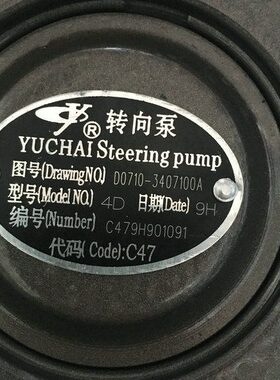 ® 转向泵
YUCHAI Steering pump
图号(DrawingNO.) D0710-3407100A
型号(Model NO.) 4D 日期(Date) 9H
编号(Number) C479H901091
代码(Code):C47